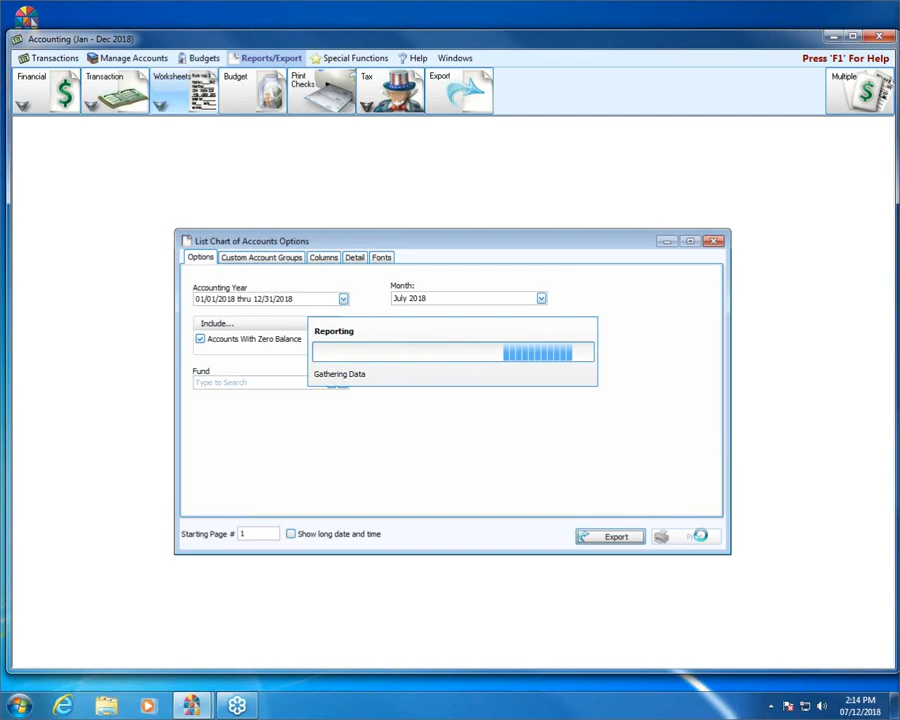 Accounting (Jan - Dec 2018)
Transactions Manage Accounts Budgets Reports/Export Special Functions Help Windows Press 'F1' For Help
Financial Transaction Worksheets Budget Print Checks Tax Export Multiple
List Chart of Accounts Options
Options Custom Account Groups Columns Detail Fonts
Accounting Year Month:
01/01/2018 thru 12/31/2018 July 2018
Include...
Reporting
Accounts With Zero Balance
Gathering Data
Fund
Type to Search
Starting Page # 1 Show long date and time Export
2:14 PM
07/12/2018